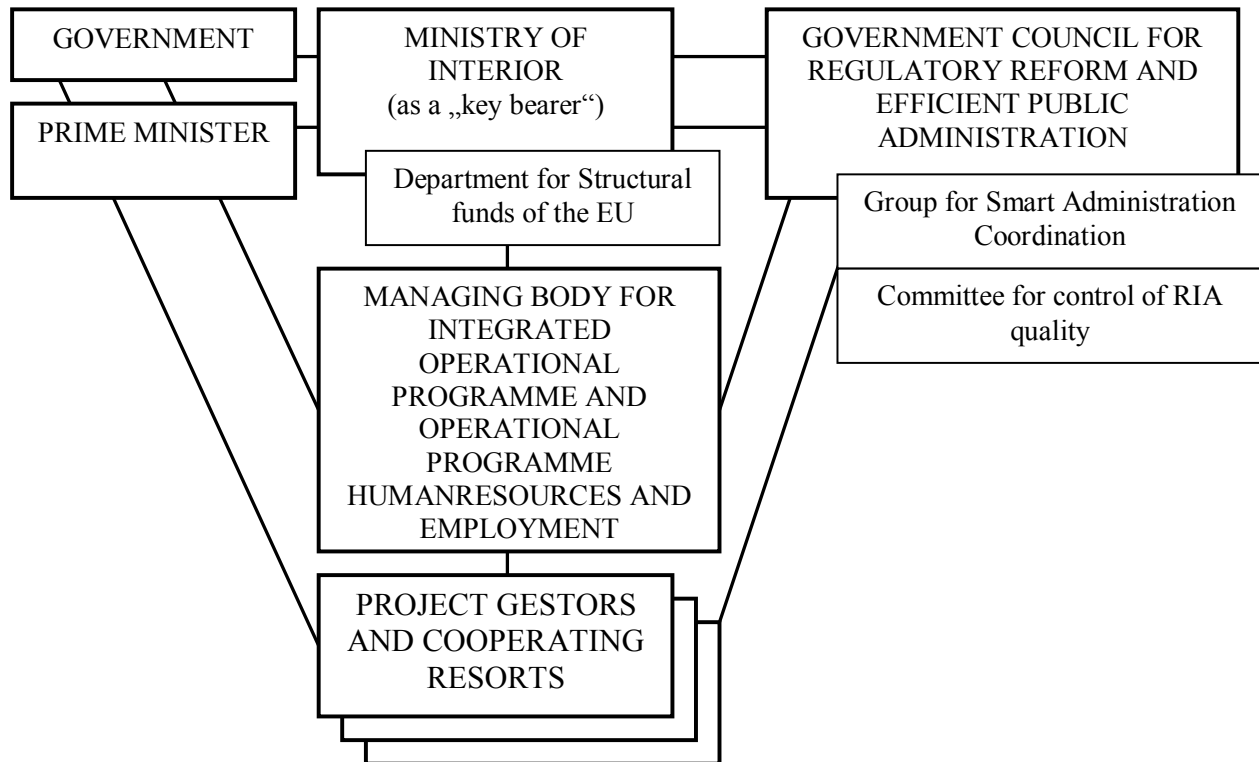 GOVERNMENT
PRIME MINISTER
MINISTRY OF
INTERIOR
(as a „key bearer“)
Department for Structural
funds of the EU
GOVERNMENT COUNCIL FOR
REGULATORY REFORM AND
EFFICIENT PUBLIC
ADMINISTRATION
Group for Smart Administration
Coordination
Committee for control of RIA
quality
MANAGING BODY FOR
INTEGRATED
OPERATIONAL
PROGRAMME AND
OPERATIONAL
PROGRAMME
HUMANRESOURCES AND
EMPLOYMENT
PROJECT GESTORS
AND COOPERATING
RESORTS